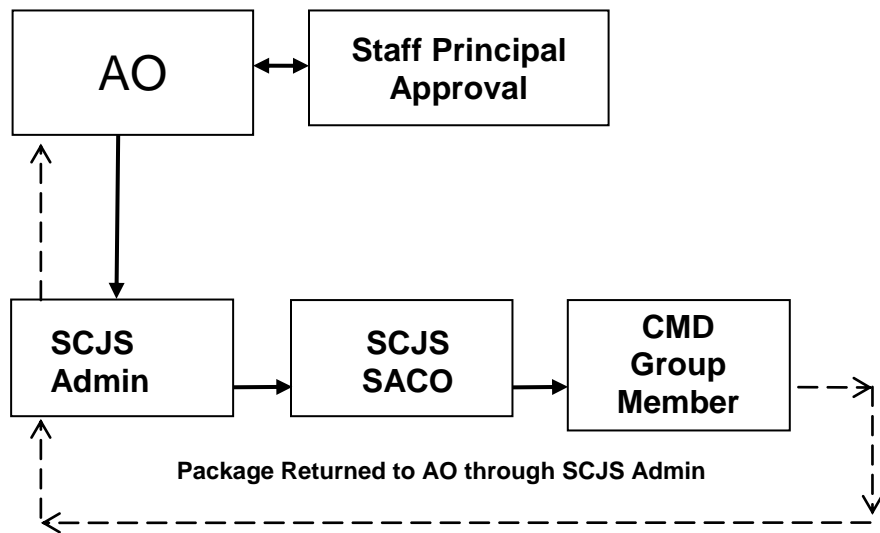 AO
Staff Principal
Approval
SCJS
Admin
SCJS
SACO
CMD
Group
Member
Package Returned to AO through SCJS Admin